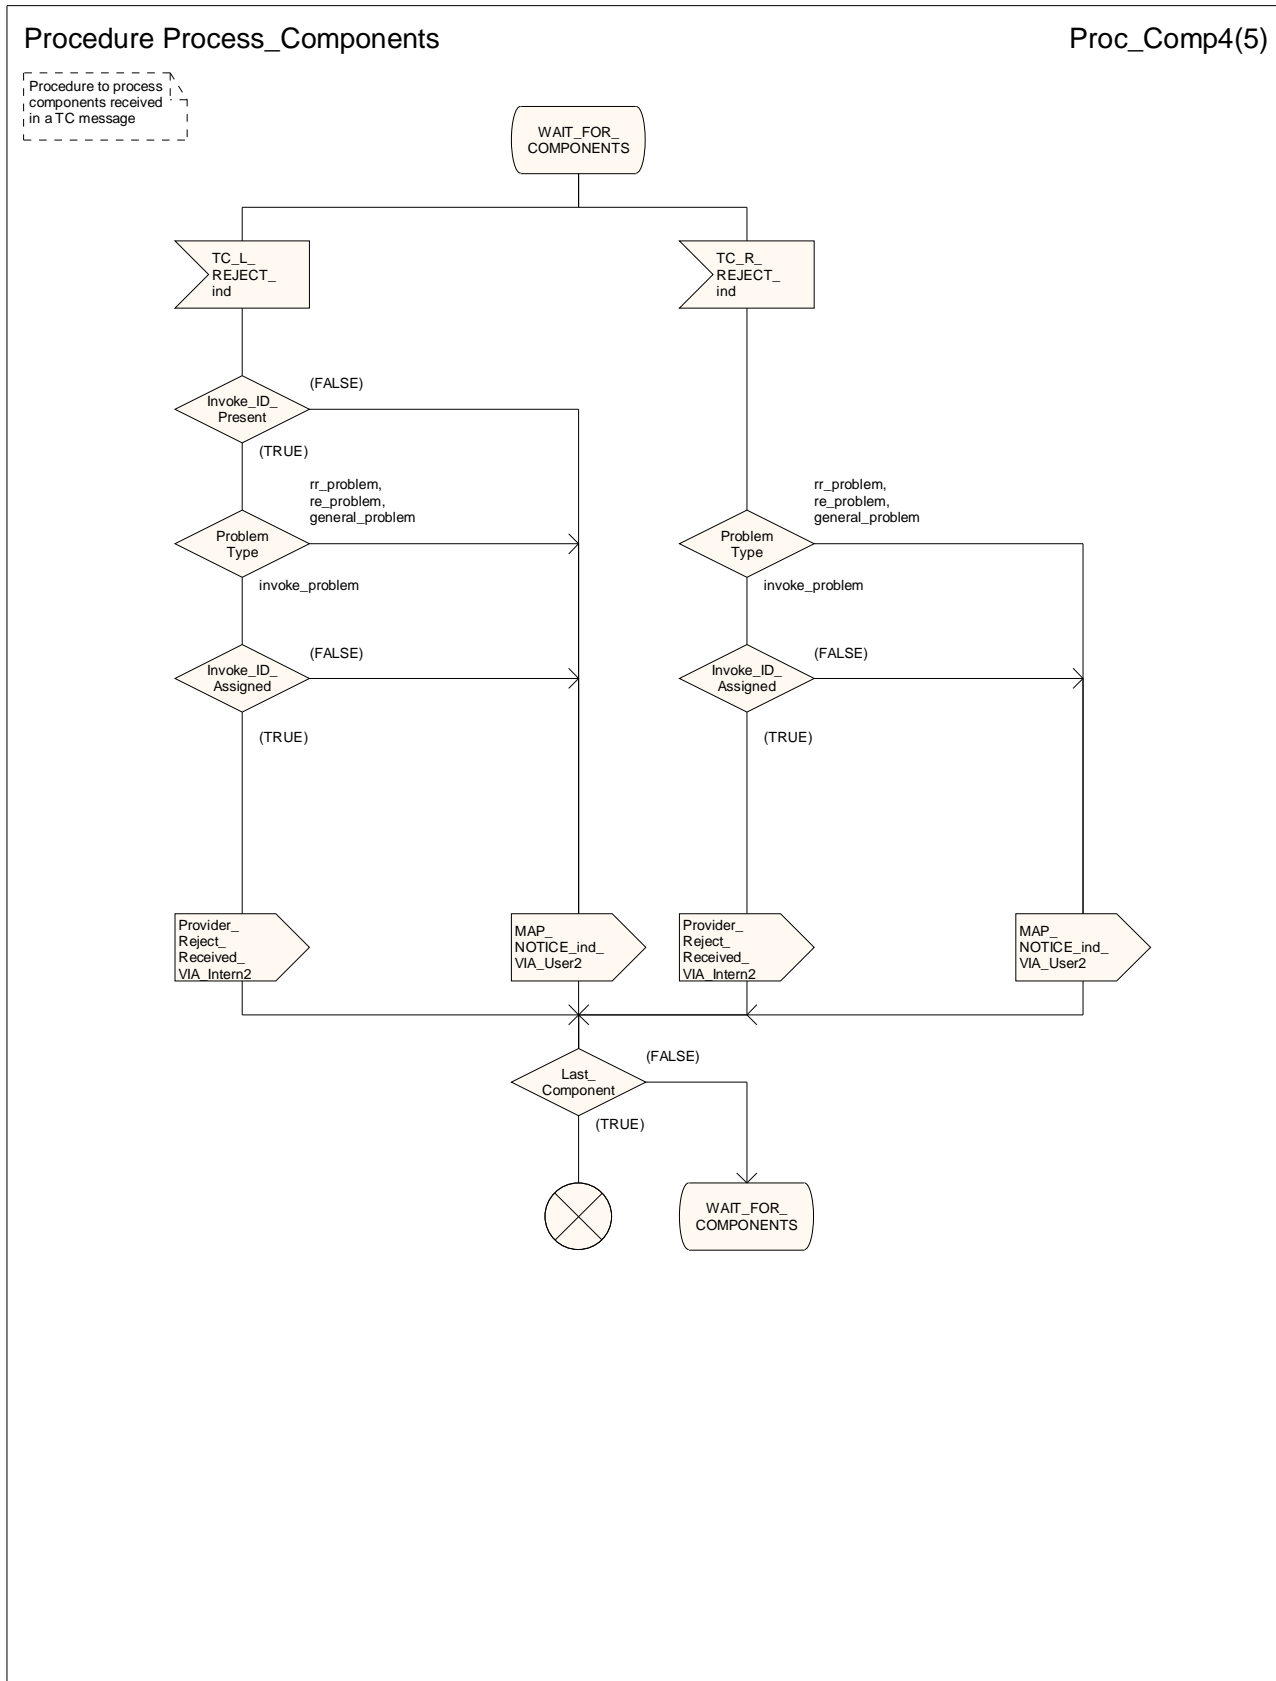 Procedure Process_Components
Proc_Comp4(5)
Procedure to process
components received
in a TC message
WAIT_FOR_
COMPONENTS
TC_L_
REJECT_
ind
TC_R_
REJECT_
ind
(FALSE)
Invoke_ID_
Present
(TRUE)
rr_problem,
re_problem,
general_problem
Problem
Type
invoke_problem
rr_problem,
re_problem,
general_problem
Problem
Type
invoke_problem
(FALSE)
Invoke_ID_
Assigned
(TRUE)
(FALSE)
Invoke_ID_
Assigned
(TRUE)
Provider_
Reject_
Received_
VIA_Intern2
MAP_
NOTICE_ind_
VIA_User2
Provider_
Reject_
Received_
VIA_Intern2
MAP_
NOTICE_ind_
VIA_User2
(FALSE)
Last_
Component
(TRUE)
WAIT_FOR_
COMPONENTS